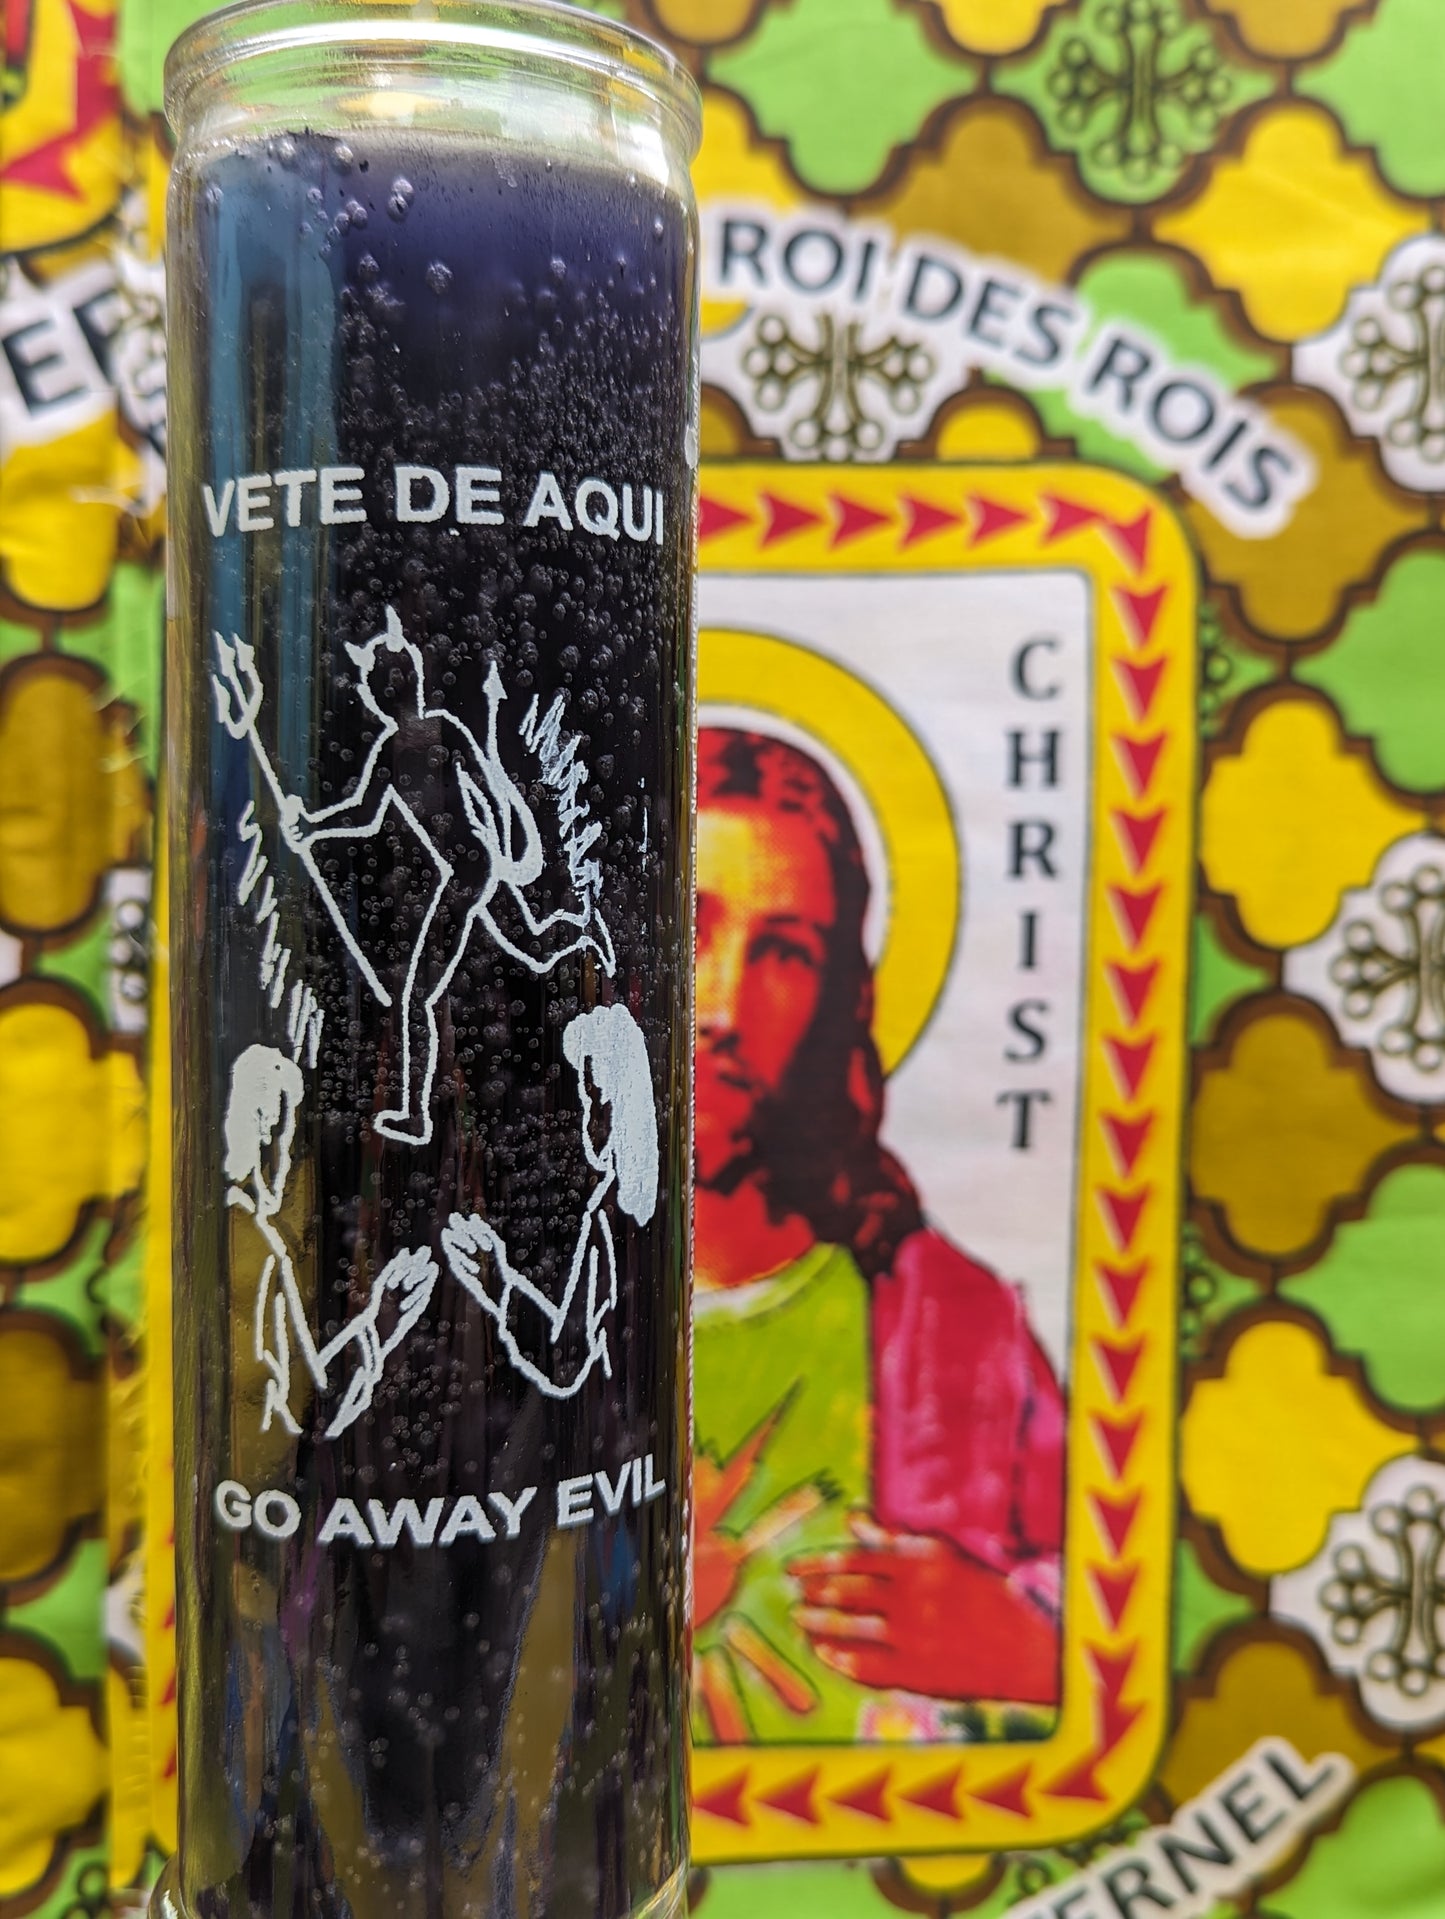 VETE DE AQUI
GO AWAY EVIL
ROI DES ROIS
CHRIST